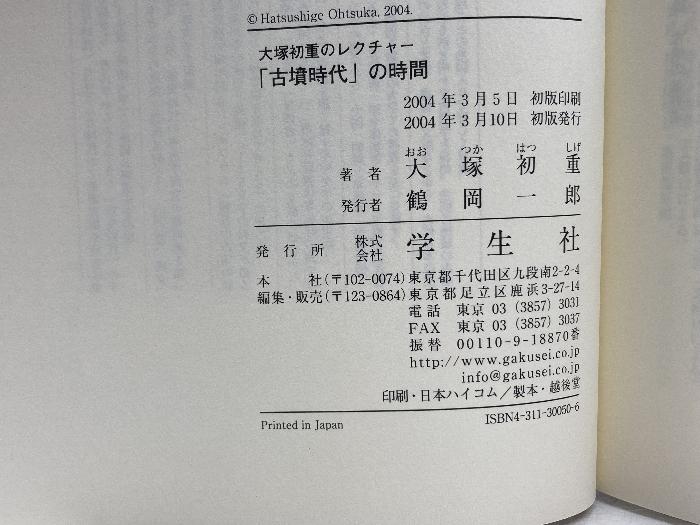 © Hatsushige Ohtsuka, 2004.
大塚初重のレクチャー
「古墳時代」の時間
2004年3月5日 初版印刷
2004年3月10日 初版発行
おお つか はつ しげ
著者 大塚初重
発行者 鶴岡一郎
発行所 株式会社 学生社
本社(〒102-0074)東京都千代田区九段南2-2-4
編集・販売(〒123-0864)東京都足立区鹿浜3-27-14
電話 東京 03 (3857) 3031
FAX 東京 03 (3857) 3037
振替 00110-9-18870番
http://www.gakusei.co.jp
info@gakusei.co.jp
印刷・日本ハイコム/製本・越後堂
Printed in Japan
ISBN4-311-30050-6